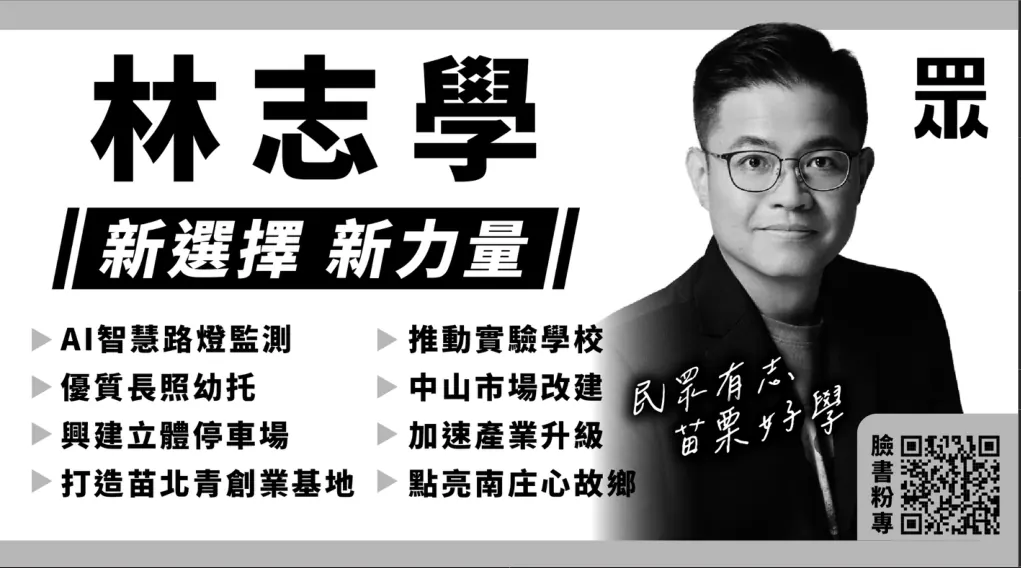 林志學
眾
新選擇 新力量
AI智慧路燈監測
優質長照幼托
興建立體停車場
打造苗北青創業基地
推動實驗學校
中山市場改建
加速產業升級
點亮南庄心故鄉
民眾有志、
苗栗好學
臉書粉專